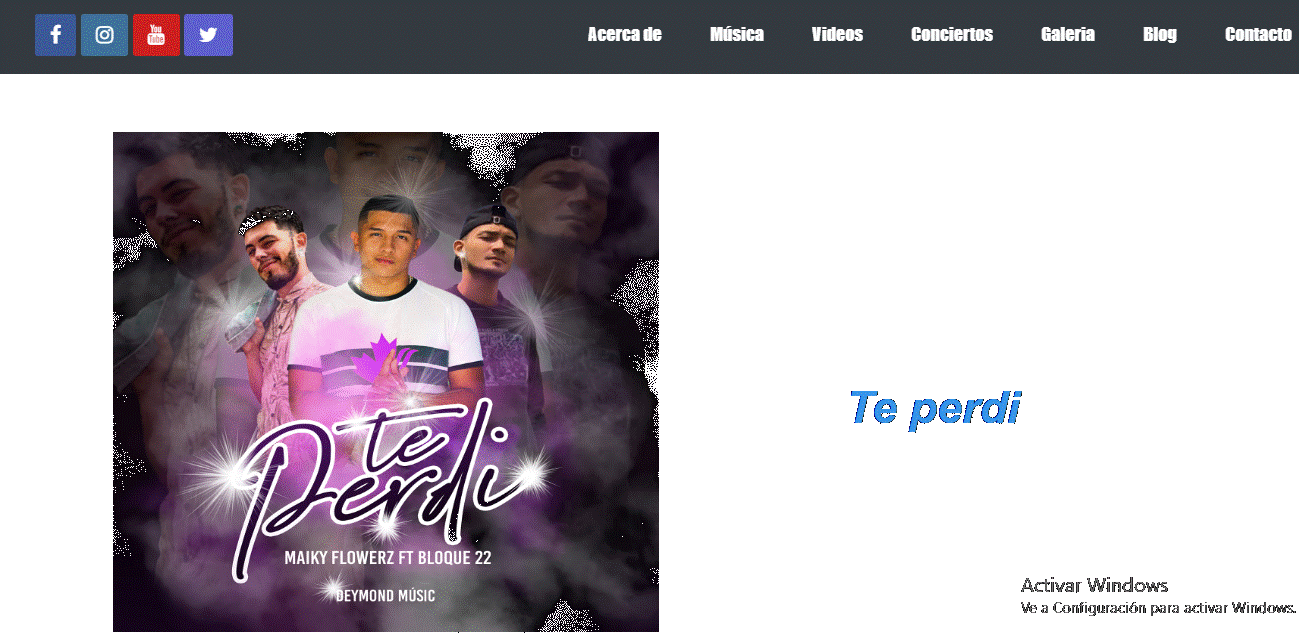 You
Tube
Acerca de Música Videos Conciertos Galeria Blog Contacto
te
Perdi
MAIKY FLOWERZ FT BLOQUE 22
DEYMOND MÚSIC
Te perdi
Activar Windows
Ve a Configuración para activar Windows.